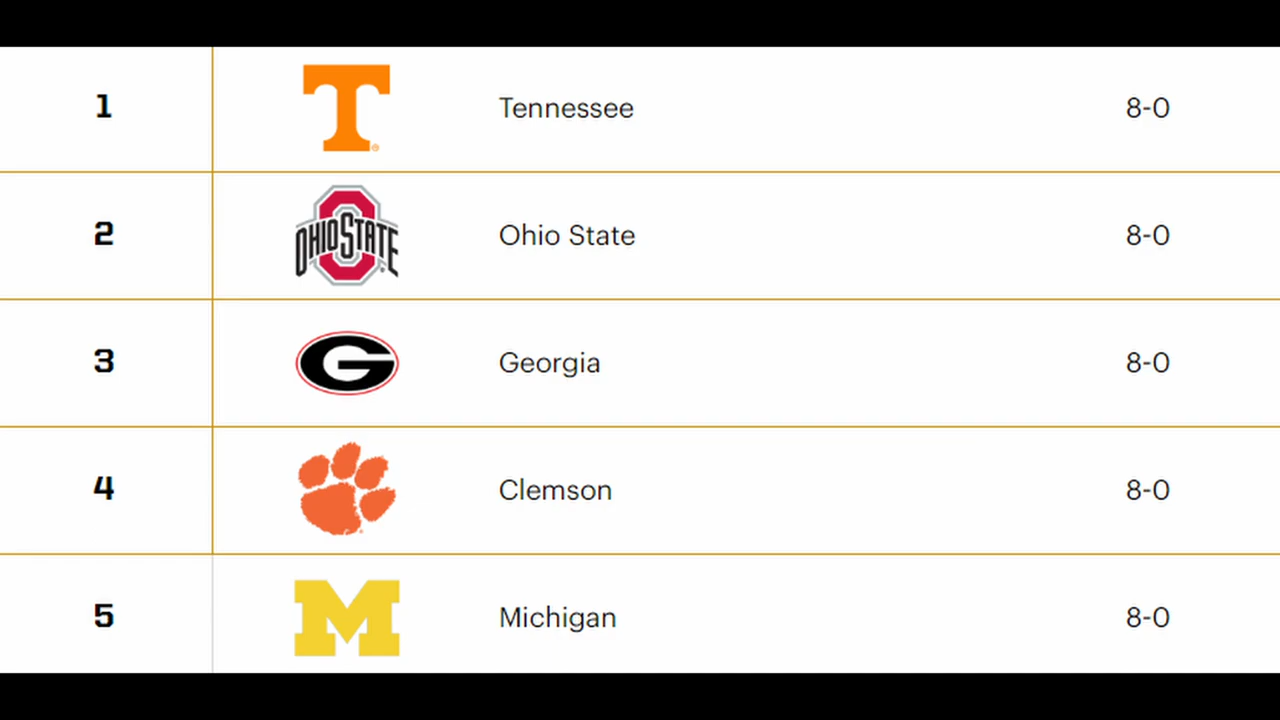 1 T Tennessee 8-0
2 OHIO STATE Ohio State 8-0
3 G Georgia 8-0
4 Clemson 8-0
5 M Michigan 8-0